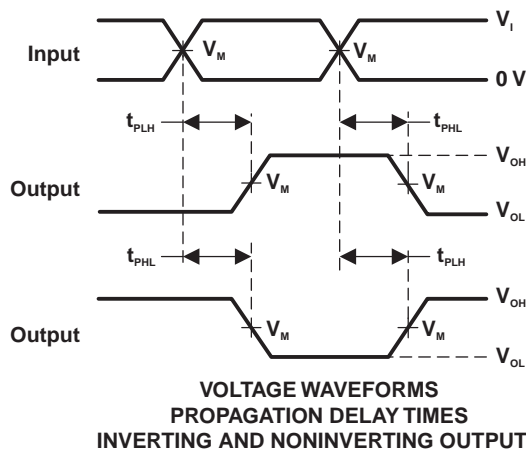 V_I
Input
V_M
V_M
0 V
t_PLH
t_PHL
V_OH
Output
V_M
V_M
V_OL
t_PHL
t_PLH
V_OH
Output
V_M
V_M
V_OL
VOLTAGE WAVEFORMS
PROPAGATION DELAY TIMES
INVERTING AND NONINVERTING OUTPUT